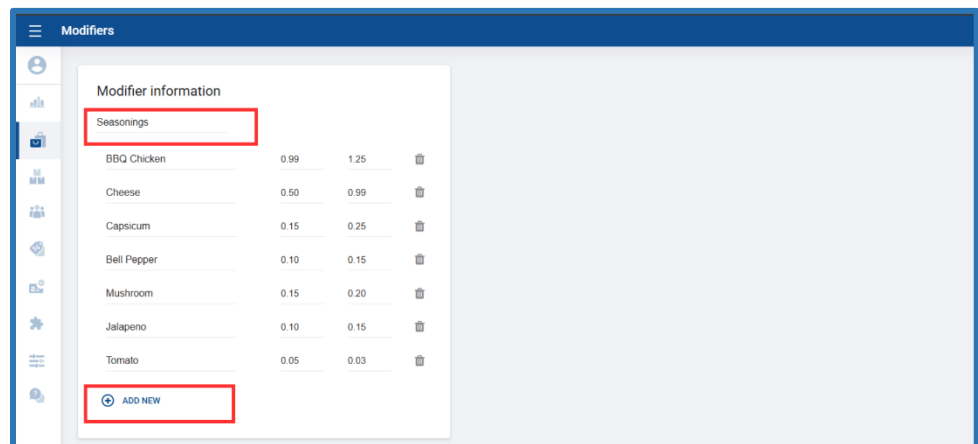 Modifiers
Modifier information
Seasonings
BBQ Chicken 0.99 1.25
Cheese 0.50 0.99
Capsicum 0.15 0.25
Bell Pepper 0.10 0.15
Mushroom 0.15 0.20
Jalapeno 0.10 0.15
Tomato 0.05 0.03
ADD NEW